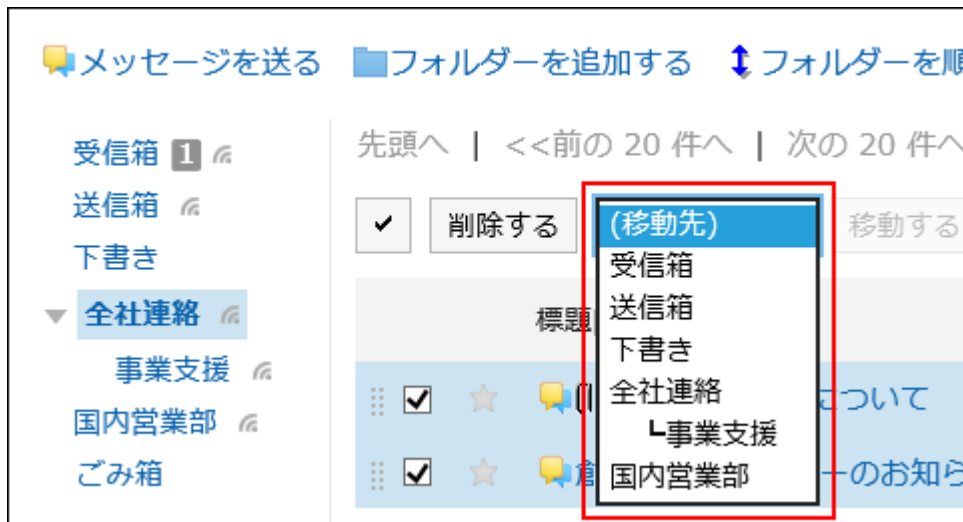 メッセージを送る フォルダーを追加する フォルダーを順
受信箱 1
送信箱
下書き
全社連絡
事業支援
国内営業部
ごみ箱
先頭へ | <<前の 20 件へ | 次の 20 件へ
削除する (移動先) 移動する
受信箱
送信箱
下書き
全社連絡
┗事業支援
国内営業部
標題
について
倉 ーのお知ら